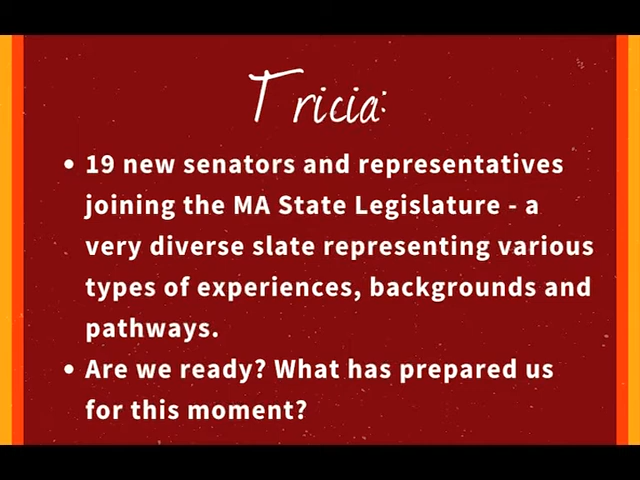 Tricia:
• 19 new senators and representatives
joining the MA State Legislature - a
very diverse slate representing various
types of experiences, backgrounds and
pathways.
• Are we ready? What has prepared us
for this moment?